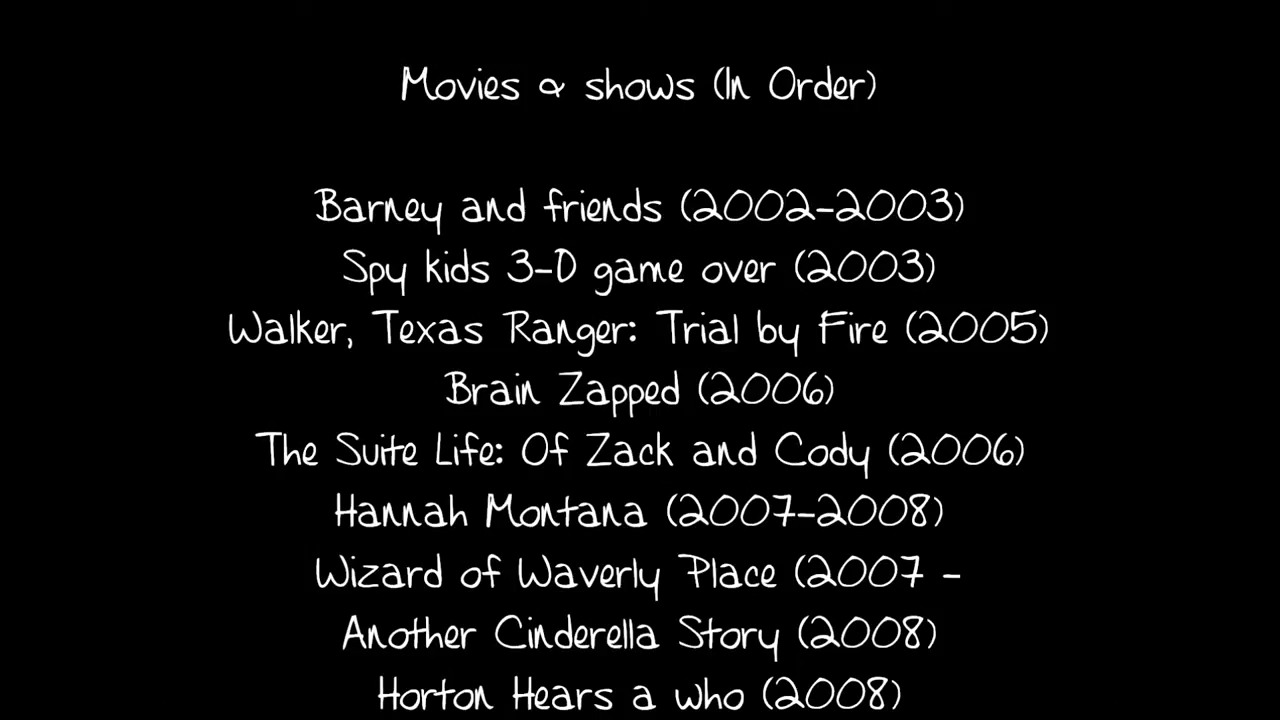 Movies & shows (In Order)
Barney and friends (2002-2003)
Spy kids 3-D game over (2003)
Walker, Texas Ranger: Trial by Fire (2005)
Brain Zapped (2006)
The Suite Life: Of Zack and Cody (2006)
Hannah Montana (2007-2008)
Wizard of Waverly Place (2007 -
Another Cinderella Story (2008)
Horton Hears a who (2008)